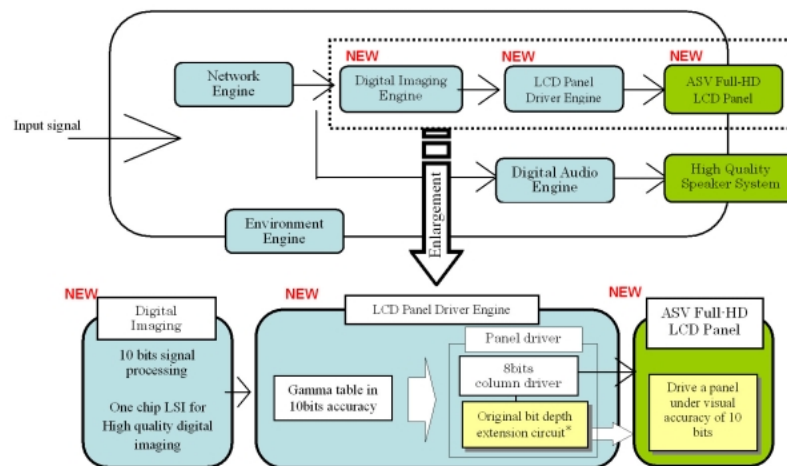 NEW
NEW
NEW
Network
Engine
Digital Imaging
Engine
LCD Panel
Driver Engine
ASV Full-HD
LCD Panel
Input signal
Digital Audio
Engine
High Quality
Speaker System
Environment
Engine
Enlargement
NEW
NEW
NEW
Digital
Imaging
LCD Panel Driver Engine
ASV Full-HD
LCD Panel
10 bits signal
processing
One chip LSI for
High quality digital
imaging
Gamma table in
10bits accuracy
Panel driver
8bits
column driver
Original bit depth
extension circuit*
Drive a panel
under visual
accuracy of 10
bits